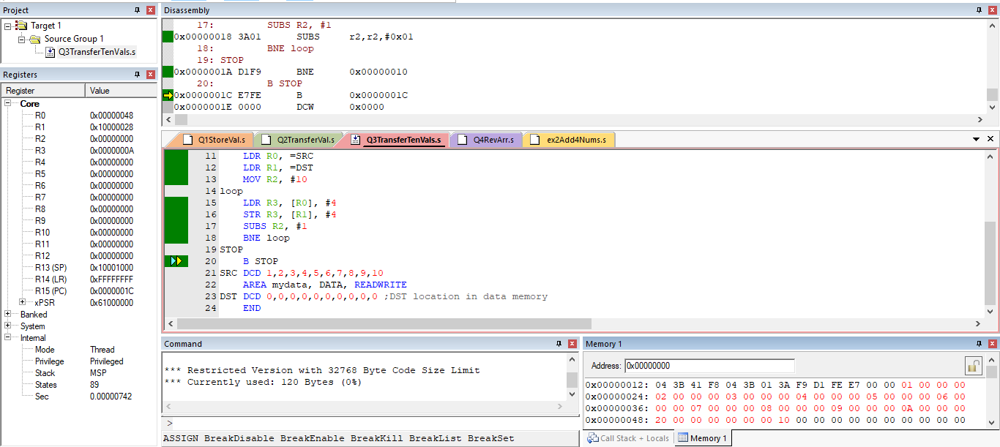 Project
Target 1
Source Group 1
Q3TransferTenVals.s
Registers
Register Value
Core
R0 0x00000048
R1 0x10000028
R2 0x00000000
R3 0x0000000A
R4 0x00000000
R5 0x00000000
R6 0x00000000
R7 0x00000000
R8 0x00000000
R9 0x00000000
R10 0x00000000
R11 0x00000000
R12 0x00000000
R13 (SP) 0x10001000
R14 (LR) 0xFFFFFFFF
R15 (PC) 0x0000001C
xPSR 0x61000000
Banked
System
Internal
Mode Thread
Privilege Privileged
Stack MSP
States 89
Sec 0.00000742
Disassembly
17: SUBS R2, #1
0x00000018 3A01 SUBS r2,r2,#0x01
18: BNE loop
19: STOP
0x0000001A D1F9 BNE 0x00000010
20: B STOP
0x0000001C E7FE B 0x0000001C
0x0000001E 0000 DCW 0x0000
Q1StoreVal.s Q2TransferVal.s Q3TransferTenVals.s Q4RevArr.s ex2Add4Nums.s
11 LDR R0, =SRC
12 LDR R1, =DST
13 MOV R2, #10
14 loop
15 LDR R3, [R0], #4
16 STR R3, [R1], #4
17 SUBS R2, #1
18 BNE loop
19 STOP
20 B STOP
21 SRC DCD 1,2,3,4,5,6,7,8,9,10
22 AREA mydata, DATA, READWRITE
23 DST DCD 0,0,0,0,0,0,0,0,0,0 ;DST location in data memory
24 END
Command
*** Restricted Version with 32768 Byte Code Size Limit
*** Currently used: 120 Bytes (0%)
>
ASSIGN BreakDisable BreakEnable BreakKill BreakList BreakSet
Memory 1
Address: 0x00000000
0x00000012: 04 3B 41 F8 04 3B 01 3A F9 D1 FE E7 00 00 01 00 00 00
0x00000024: 02 00 00 00 03 00 00 00 04 00 00 00 05 00 00 00 06 00
0x00000036: 00 00 07 00 00 00 08 00 00 00 09 00 00 00 0A 00 00 00
0x00000048: 20 00 00 00 00 00 00 10 00 00 00 00 00 00 00 00 00 00
Call Stack + Locals Memory 1